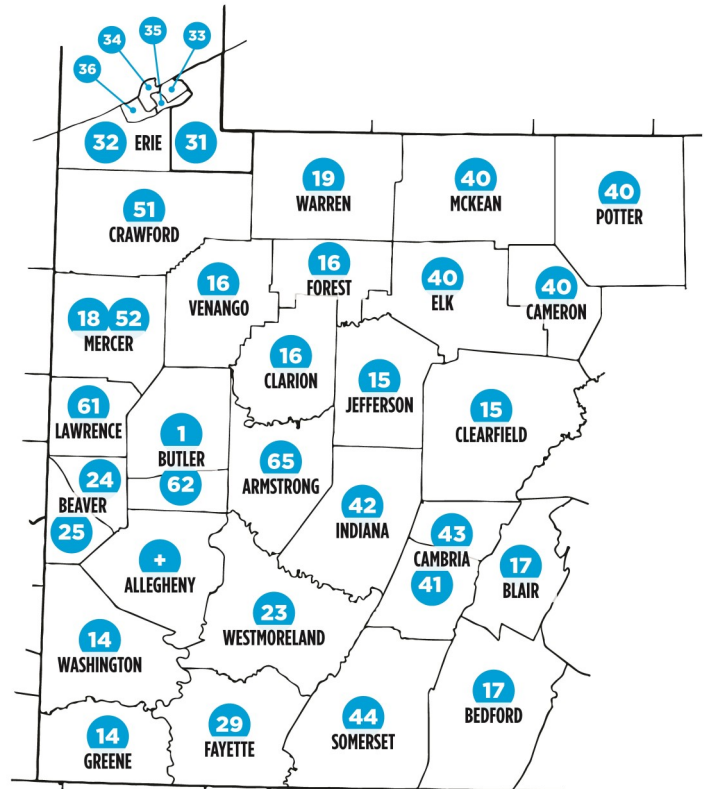 34
35
33
36
32
ERIE
31
19
WARREN
40
MCKEAN
40
POTTER
51
CRAWFORD
16
VENANGO
16
FOREST
40
ELK
40
CAMERON
18
52
MERCER
16
CLARION
15
JEFFERSON
15
CLEARFIELD
61
LAWRENCE
1
BUTLER
62
65
ARMSTRONG
24
BEAVER
25
42
INDIANA
43
CAMBRIA
41
17
BLAIR
+
ALLEGHENY
23
WESTMORELAND
14
WASHINGTON
17
BEDFORD
14
GREENE
29
FAYETTE
44
SOMERSET